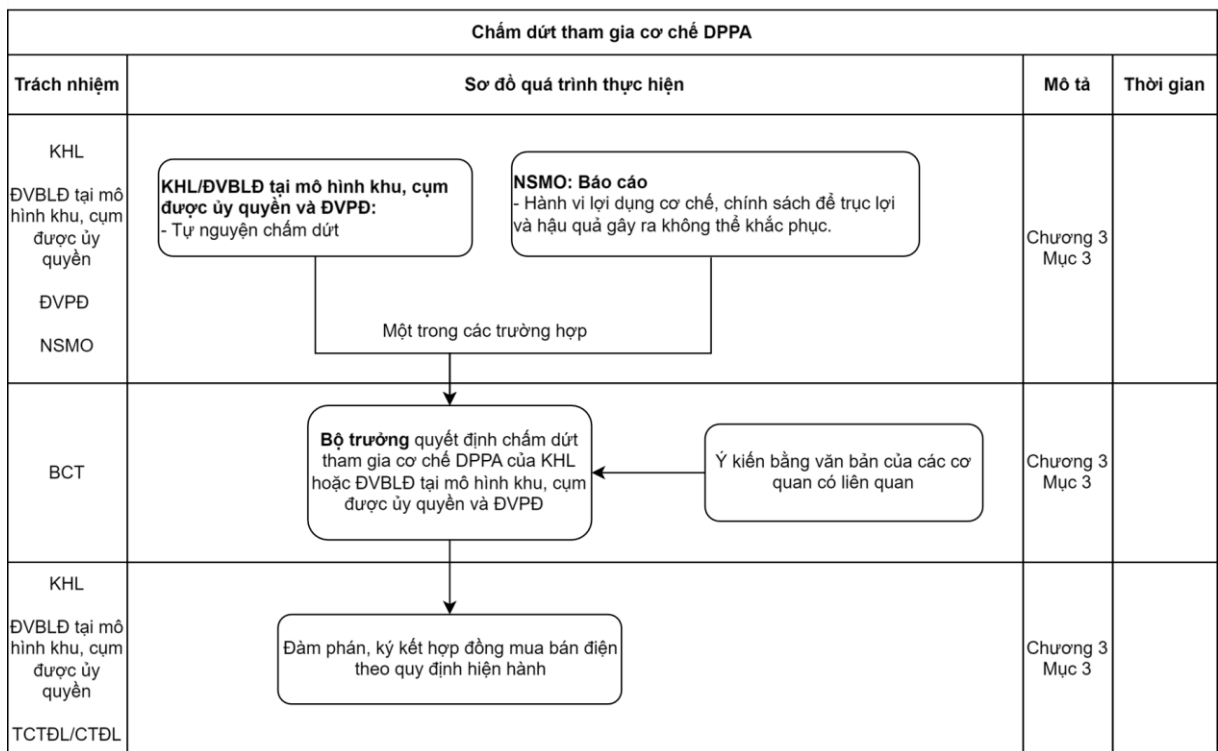 Chấm dứt tham gia cơ chế DPPA
Trách nhiệm
Sơ đồ quá trình thực hiện
Mô tả
Thời gian
KHL
ĐVBLĐ tại mô
hình khu, cụm
được ủy
quyền
ĐVPĐ
NSMO
KHL/ĐVBLĐ tại mô hình khu, cụm
được ủy quyền và ĐVPĐ:
- Tự nguyện chấm dứt
NSMO: Báo cáo
- Hành vi lợi dụng cơ chế, chính sách để trục lợi
và hậu quả gây ra không thể khắc phục.
Một trong các trường hợp
Chương 3
Mục 3
BCT
Bộ trưởng quyết định chấm dứt
tham gia cơ chế DPPA của KHL
hoặc ĐVBLĐ tại mô hình khu, cụm
được ủy quyền và ĐVPĐ
Ý kiến bằng văn bản của các cơ
quan có liên quan
Chương 3
Mục 3
KHL
ĐVBLĐ tại mô
hình khu, cụm
được ủy
quyền
TCTĐL/CTĐL
Đàm phán, ký kết hợp đồng mua bán điện
theo quy định hiện hành
Chương 3
Mục 3